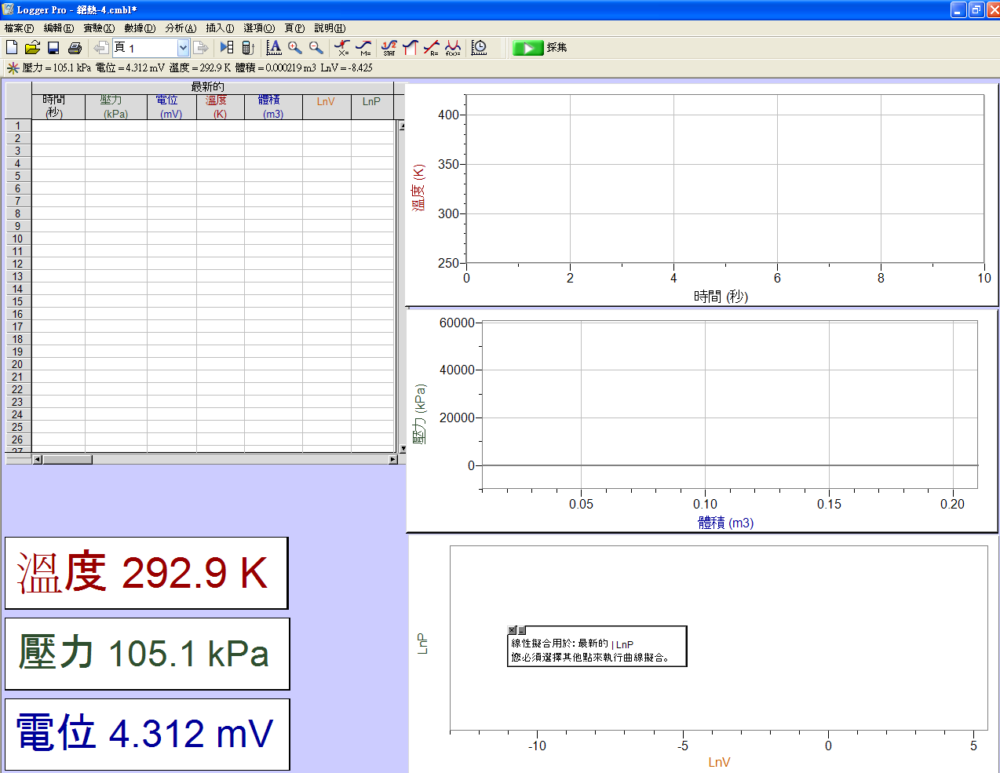 Logger Pro - 絕熱-4.cmbl*
檔案(F) 編輯(E) 實驗(X) 數據(D) 分析(A) 插入(I) 選項(O) 頁(P) 說明(H)
頁 1 採集
壓力 = 105.1 kPa 電位 = 4.312 mV 溫度 = 292.9 K 體積 = 0.000219 m3 LnV = -8.425
最新的
時間 壓力 電位 溫度 體積 LnV LnP
(秒) (kPa) (mV) (K) (m3)
1
2
3
4
5
6
7
8
9
10
11
12
13
14
15
16
17
18
19
20
21
22
23
24
25
26
27
溫度 292.9 K
壓力 105.1 kPa
電位 4.312 mV
溫度 (K)
400
350
300
250
0 2 4 6 8 10
時間 (秒)
壓力 (kPa)
60000
40000
20000
0
0.05 0.10 0.15 0.20
體積 (m3)
LnP
線性擬合用於: 最新的 | LnP
您必須選擇其他點來執行曲線擬合。
-10 -5 0 5
LnV